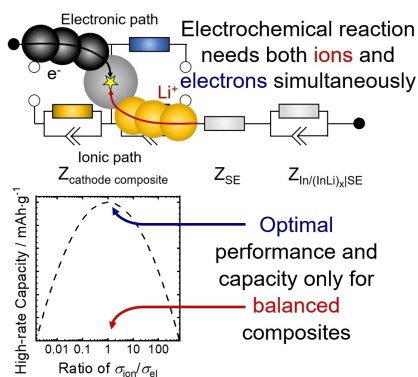 Electronic path
e⁻
Electrochemical reaction
needs both ions and
electrons simultaneously
Li⁺
Ionic path
Z_cathode composite
Z_SE
Z_In/(InLi)ₓ|SE
High-rate Capacity / mAh·g⁻¹
0.01 0.1 1 10 100
Ratio of σ_ion/σ_el
Optimal
performance and
capacity only for
balanced
composites